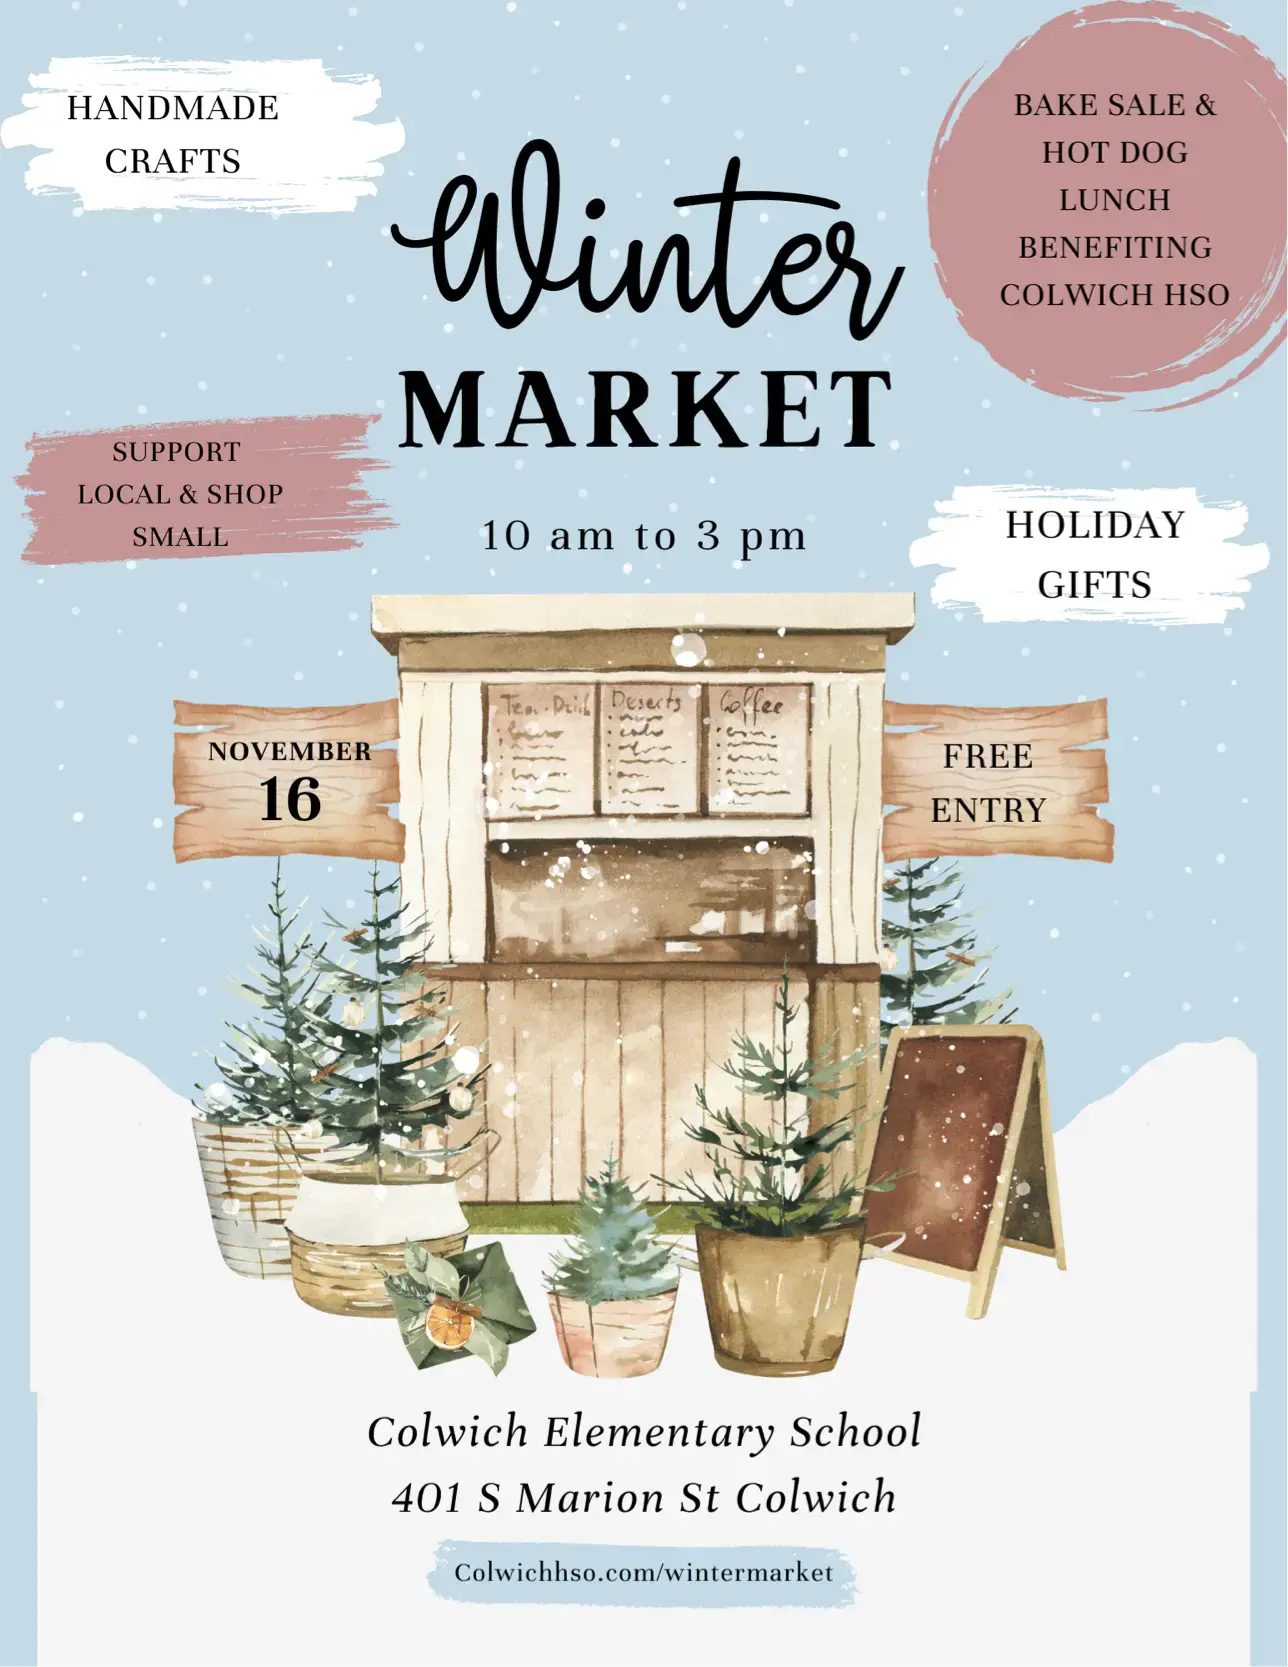 HANDMADE
CRAFTS
BAKE SALE &
HOT DOG
LUNCH
BENEFITING
COLWICH HSO
Winter
MARKET
SUPPORT
LOCAL & SHOP
SMALL
10 am to 3 pm
HOLIDAY
GIFTS
Deserts
Coffee
NOVEMBER
16
FREE
ENTRY
Colwich Elementary School
401 S Marion St Colwich
Colwichhso.com/wintermarket